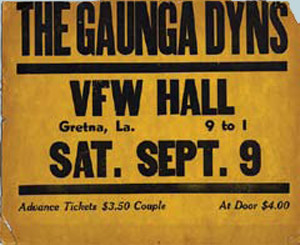 THE GAUNGA DYNS
VFW HALL
Gretna, La. 9 to 1
SAT. SEPT. 9
Advance Tickets $3.50 Couple At Door $4.00